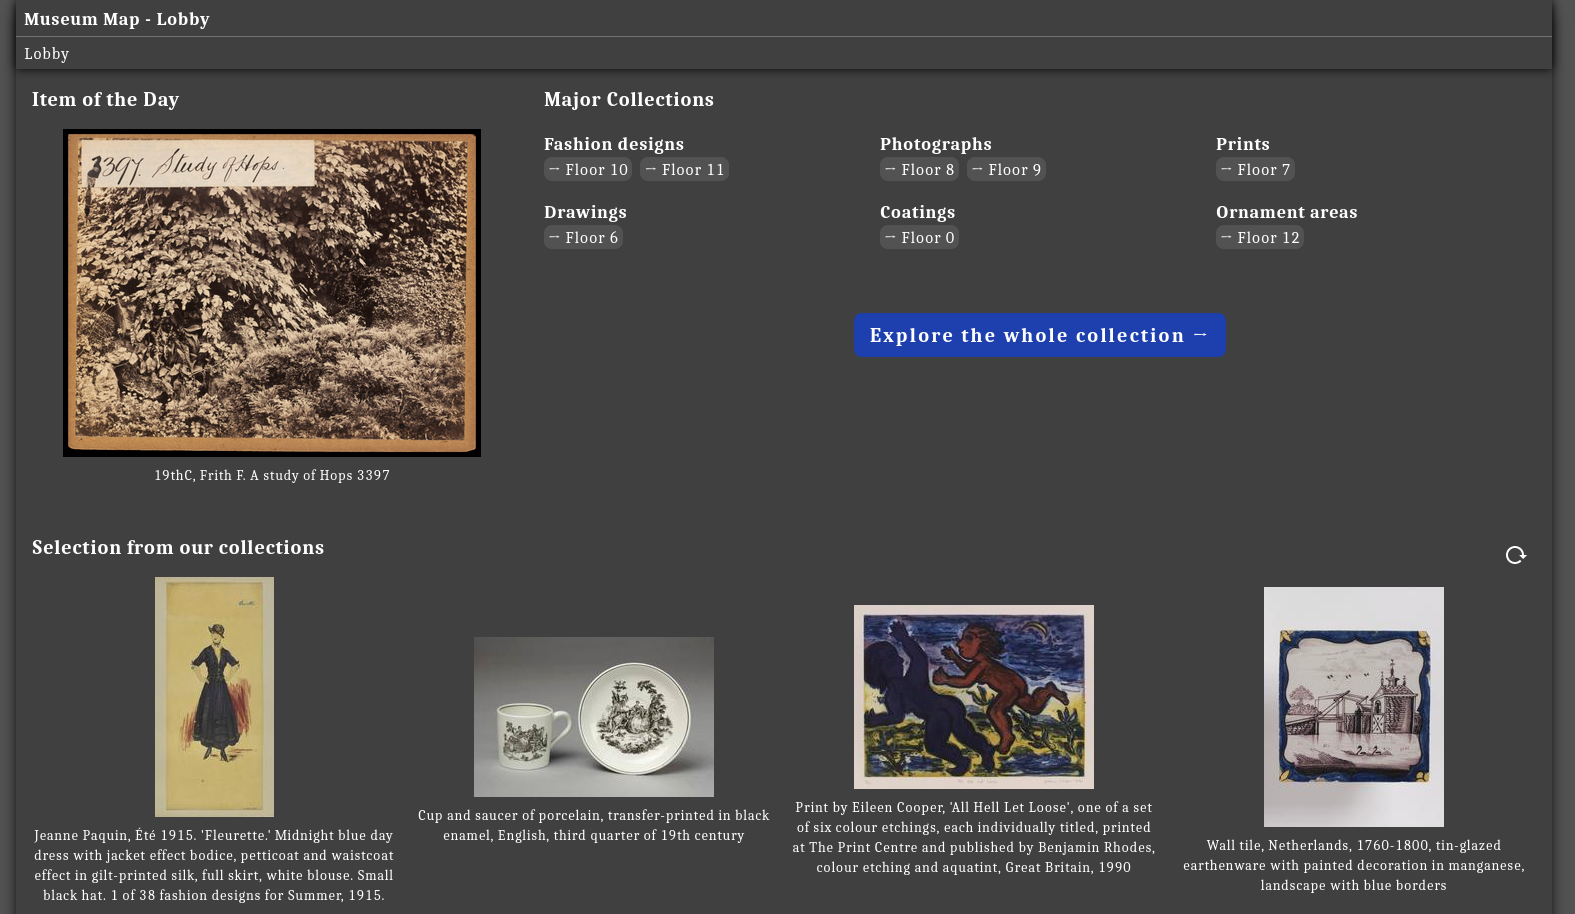 Museum Map - Lobby
Lobby
Item of the Day
3397. Study of Hops.
19thC, Frith F. A study of Hops 3397
Major Collections
Fashion designs
→ Floor 10 → Floor 11
Photographs
→ Floor 8 → Floor 9
Prints
→ Floor 7
Drawings
→ Floor 6
Coatings
→ Floor 0
Ornament areas
→ Floor 12
Explore the whole collection →
Selection from our collections
Jeanne Paquin, Été 1915. 'Fleurette.' Midnight blue day
dress with jacket effect bodice, petticoat and waistcoat
effect in gilt-printed silk, full skirt, white blouse. Small
black hat. 1 of 38 fashion designs for Summer, 1915.
Cup and saucer of porcelain, transfer-printed in black
enamel, English, third quarter of 19th century
Print by Eileen Cooper, 'All Hell Let Loose', one of a set
of six colour etchings, each individually titled, printed
at The Print Centre and published by Benjamin Rhodes,
colour etching and aquatint, Great Britain, 1990
Wall tile, Netherlands, 1760-1800, tin-glazed
earthenware with painted decoration in manganese,
landscape with blue borders